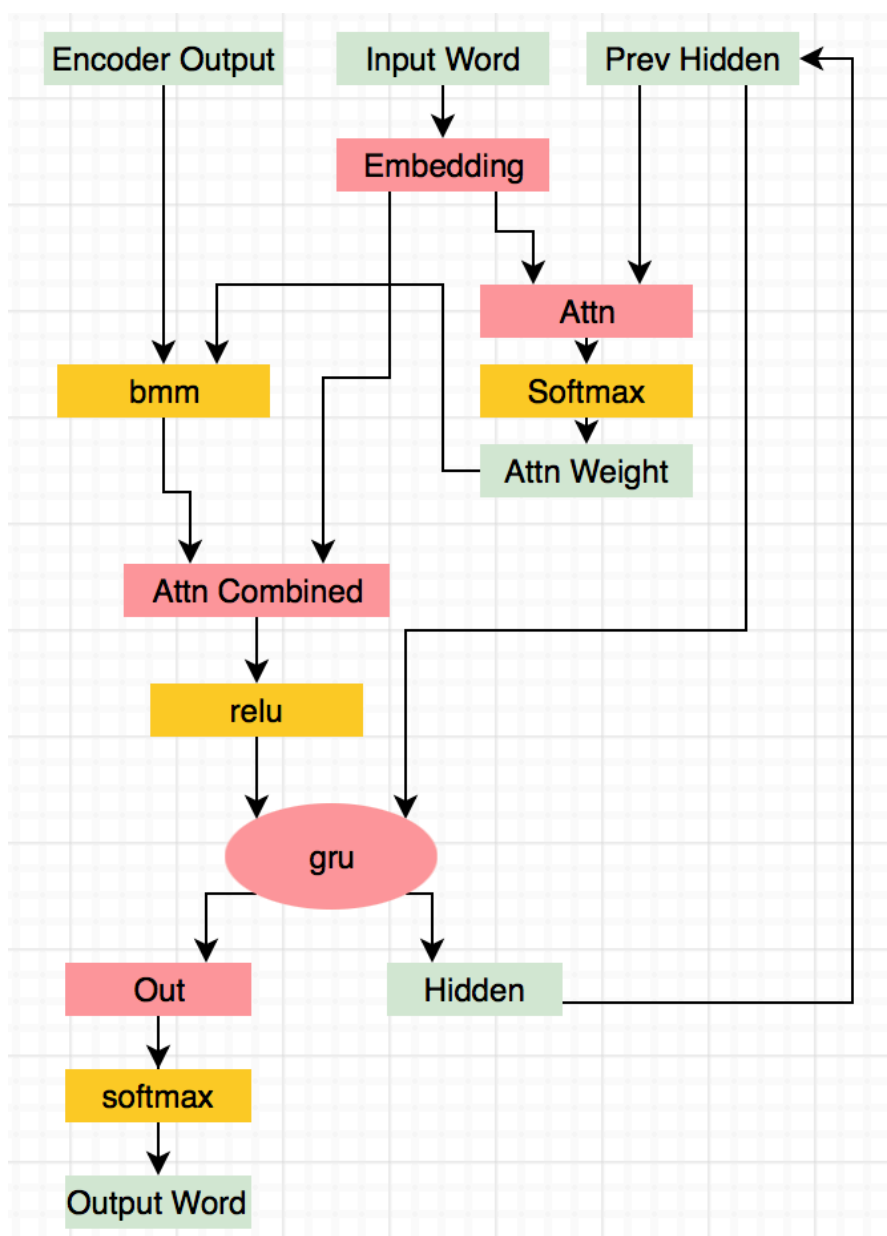 Encoder Output
Input Word
Prev Hidden
Embedding
Attn
bmm
Softmax
Attn Weight
Attn Combined
relu
gru
Out
Hidden
softmax
Output Word